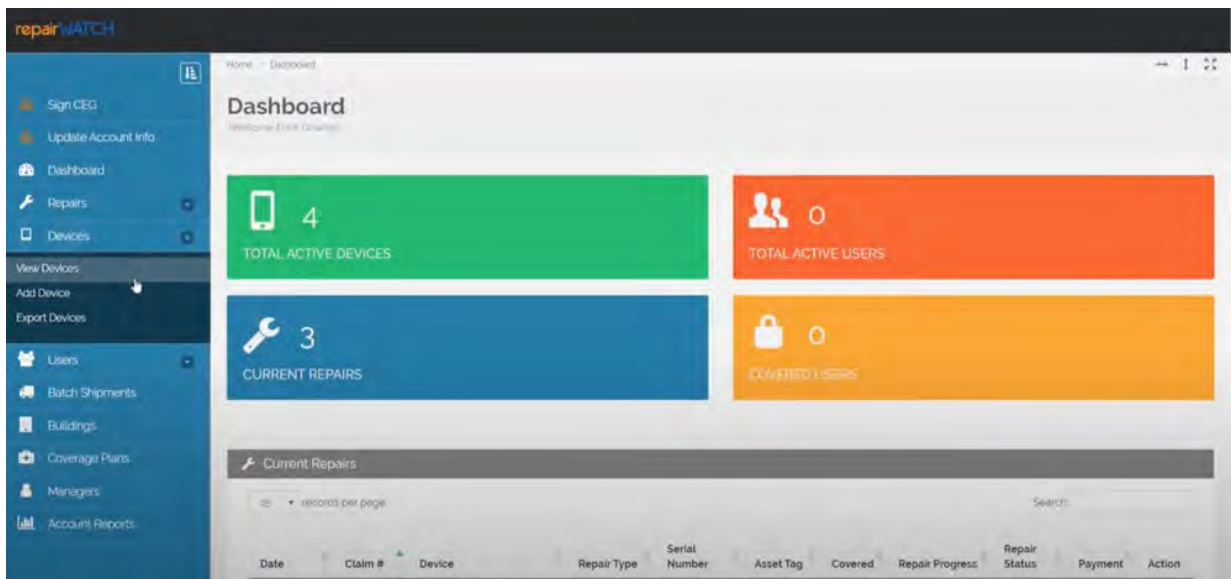 repairWATCH
Home Dashboard
Sign CEG
Update Account Info
Dashboard
Repairs
Devices
View Devices
Add Device
Export Devices
Users
Batch Shipments
Buildings
Coverage Plans
Managers
Account Reports
Dashboard
4
TOTAL ACTIVE DEVICES
0
TOTAL ACTIVE USERS
3
CURRENT REPAIRS
0
COVERED USERS
Current Repairs
records per page
Search:
Date Claim # Device Repair Type Serial Number Asset Tag Covered Repair Progress Repair Status Payment Action